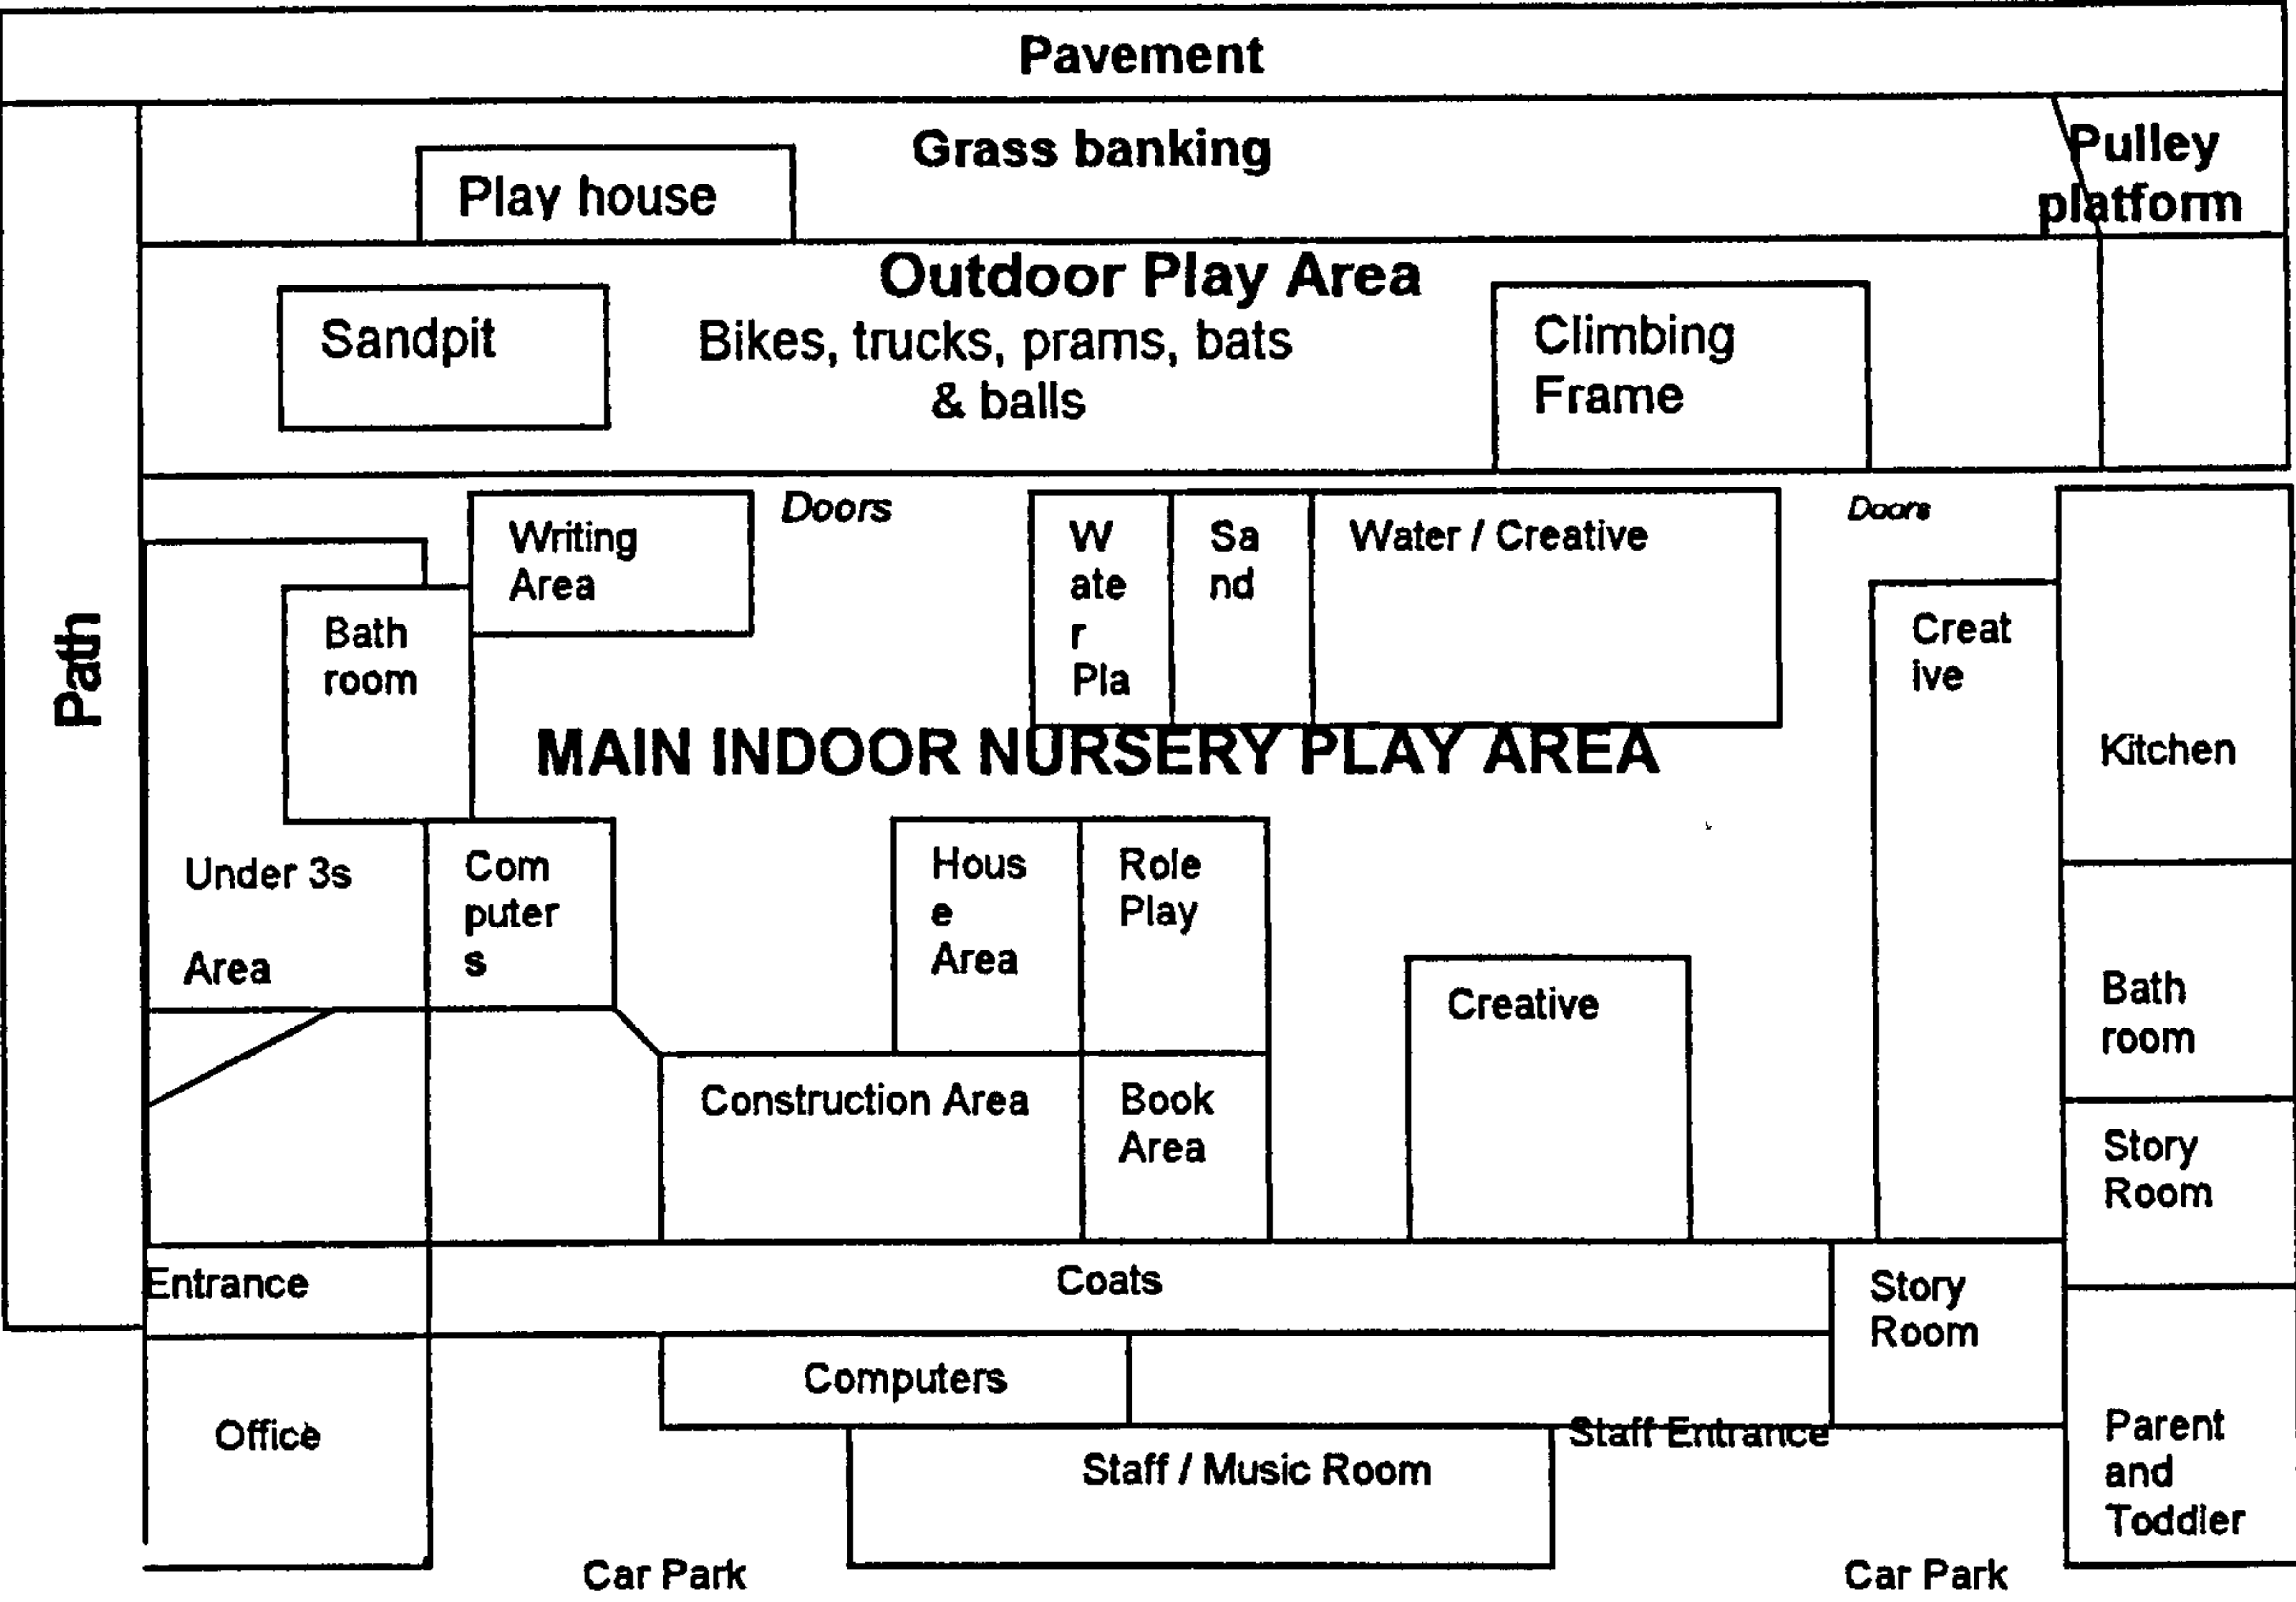 Pavement
Grass banking
Pulley
platform
Play house
Outdoor Play Area
Sandpit
Bikes, trucks, prams, bats
& balls
Climbing
Frame
Path
Doors
Doors
Writing
Area
W
ate
r
Pla
Sa
nd
Water / Creative
Bath
room
Creat
ive
MAIN INDOOR NURSERY PLAY AREA
Kitchen
Under 3s
Area
Com
puter
s
Hous
e
Area
Role
Play
Creative
Bath
room
Construction Area
Book
Area
Story
Room
Entrance
Coats
Story
Room
Computers
Office
Staff Entrance
Staff / Music Room
Parent
and
Toddler
Car Park
Car Park